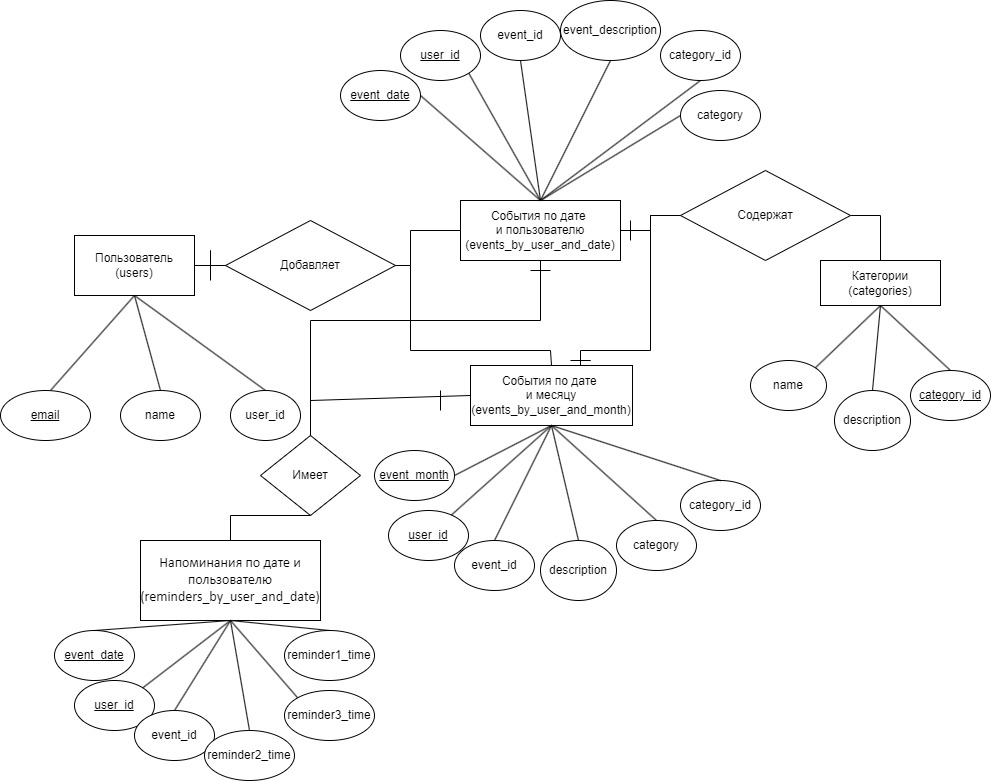 event_description
event_id
user_id
category_id
event_date
category
События по дате
и пользователю
(events_by_user_and_date)
Содержат
Пользователь
(users)
Добавляет
Категории
(categories)
События по дате
и месяцу
(events_by_user_and_month)
name
category_id
description
email
name
user_id
Имеет
event_month
category_id
user_id
category
event_id
description
Напоминания по дате и
пользователю
(reminders_by_user_and_date)
event_date
reminder1_time
user_id
reminder3_time
event_id
reminder2_time